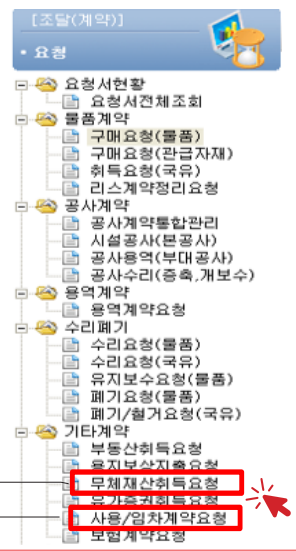 [조달(계약)]
• 요청
요청서현황
요청서전체조회
물품계약
구매요청(물품)
구매요청(관급자재)
취득요청(국유)
리스계약정리요청
공사계약
공사계약통합관리
시설공사(본공사)
공사용역(부대공사)
공사수리(증축,개보수)
용역계약
용역계약요청
수리폐기
수리요청(물품)
수리요청(국유)
유지보수요청(물품)
폐기요청(물품)
폐기/철거요청(국유)
기타계약
부동산취득요청
용지보상지출요청
무체재산취득요청
유가증권취득요청
사용/임차계약요청
보험계약요청